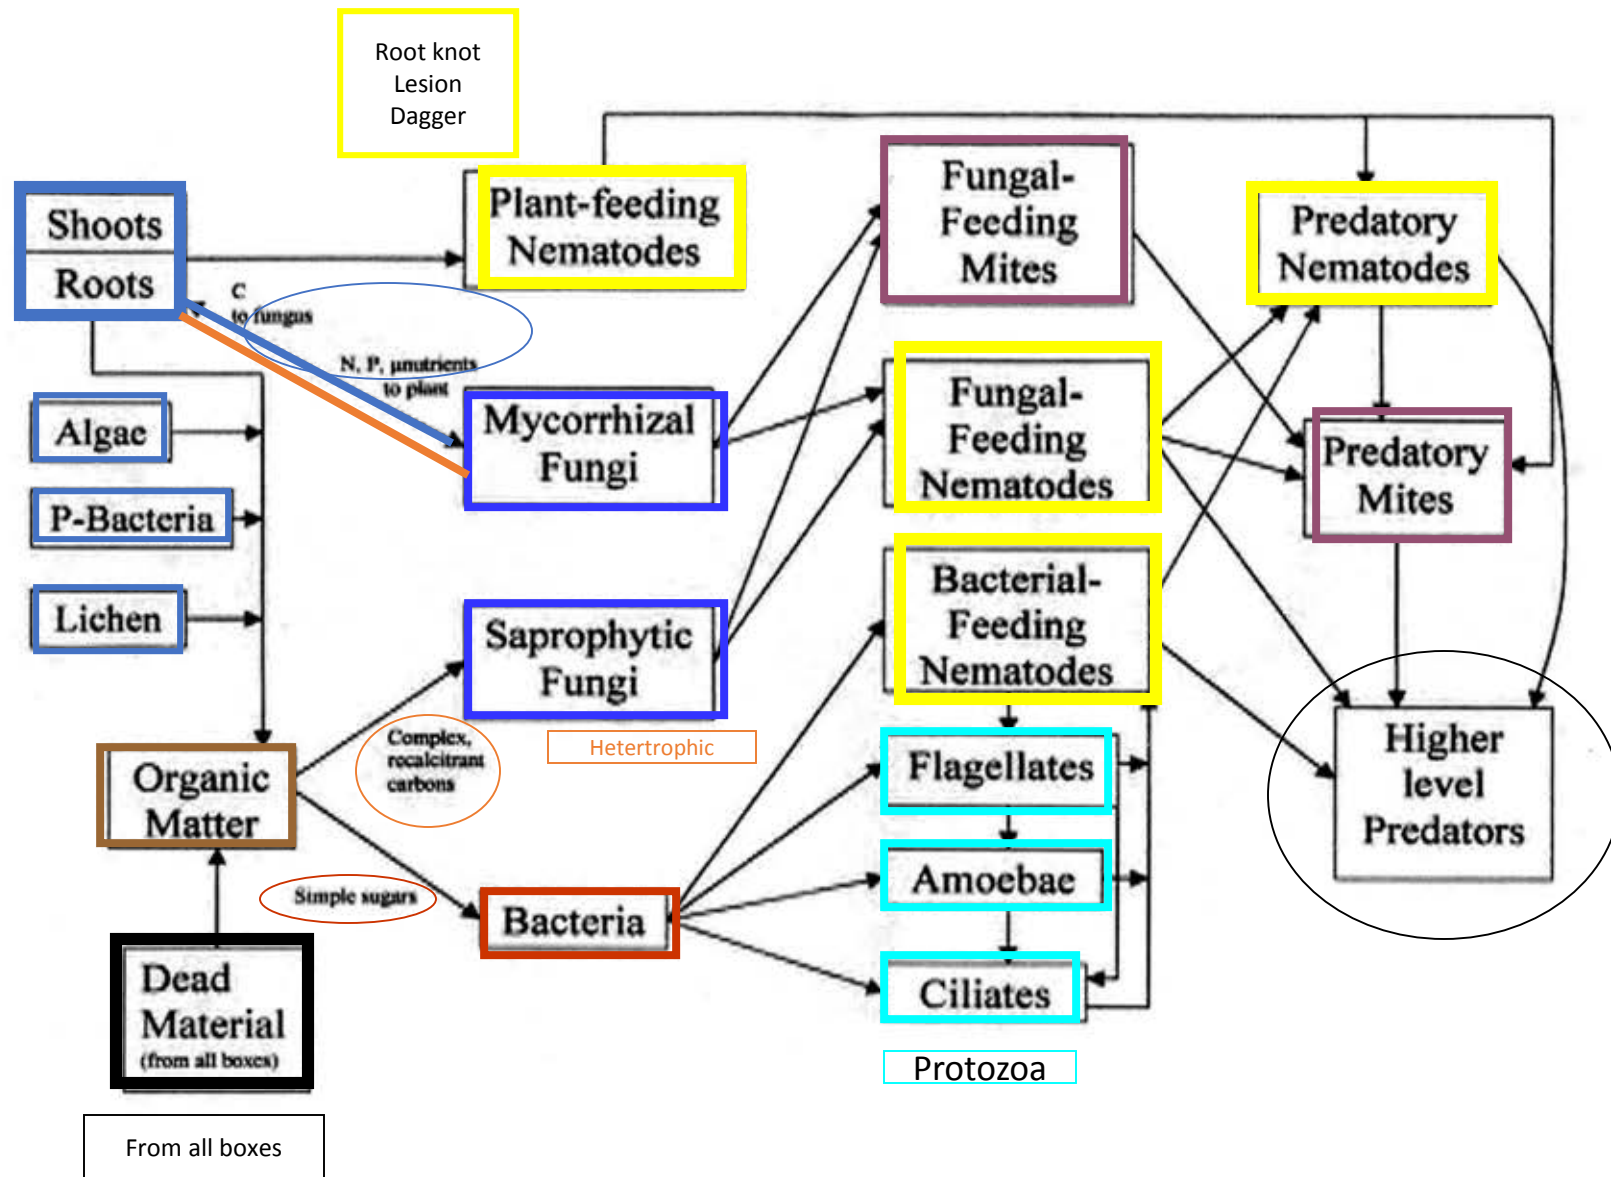 Root knot
Lesion
Dagger
Shoots
Roots
Plant-feeding
Nematodes
Fungal-
Feeding
Mites
Predatory
Nematodes
C
to fungus
N, P, µnutrients
to plant
Algae
P-Bacteria
Lichen
Mycorrhizal
Fungi
Fungal-
Feeding
Nematodes
Predatory
Mites
Saprophytic
Fungi
Bacterial-
Feeding
Nematodes
Hetertrophic
Complex,
recalcitrant
carbons
Organic
Matter
Flagellates
Higher
level
Predators
Simple sugars
Bacteria
Amoebae
Ciliates
Dead
Material
(from all boxes)
Protozoa
From all boxes